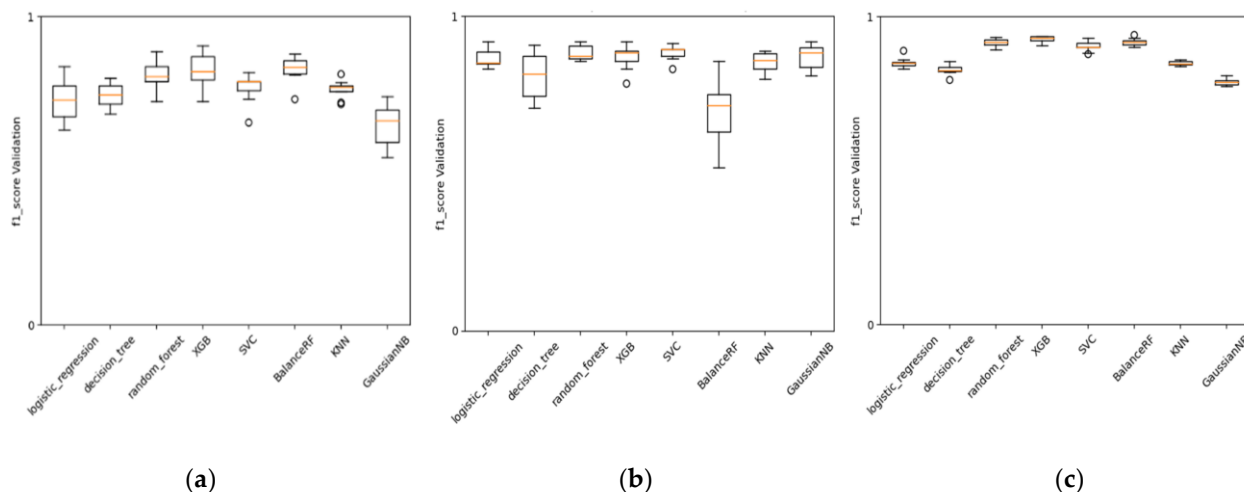 1
f1_score Validation
0
logistic_regression
decision_tree
random_forest
XGB
SVC
BalanceRF
KNN
GaussianNB
(a)
1
f1_score Validation
0
logistic_regression
decision_tree
random_forest
XGB
SVC
BalanceRF
KNN
GaussianNB
(b)
1
f1_score Validation
0
logistic_regression
decision_tree
random_forest
XGB
SVC
BalanceRF
KNN
GaussianNB
(c)